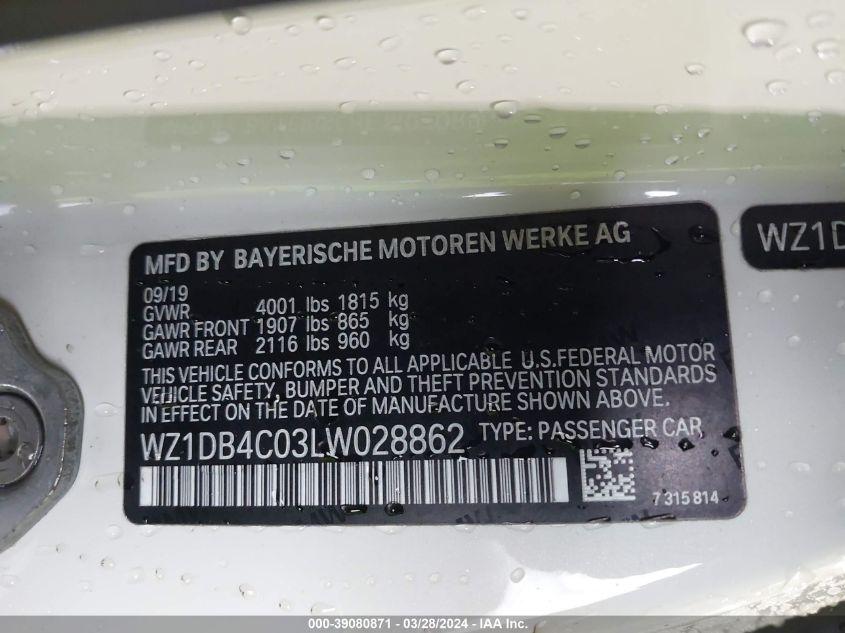 MFD BY BAYERISCHE MOTOREN WERKE AG
WZ1D
09/19
GVWR 4001 lbs 1815 kg
GAWR FRONT 1907 lbs 865 kg
GAWR REAR 2116 lbs 960 kg
THIS VEHICLE CONFORMS TO ALL APPLICABLE U.S.FEDERAL MOTOR
VEHICLE SAFETY, BUMPER AND THEFT PREVENTION STANDARDS
IN EFFECT ON THE DATE OF MANUFACTURE SHOWN ABOVE.
WZ1DB4C03LW028862 TYPE: PASSENGER CAR
7 315 814
000-39080871 | 03/28/2024 — IAA Inc.